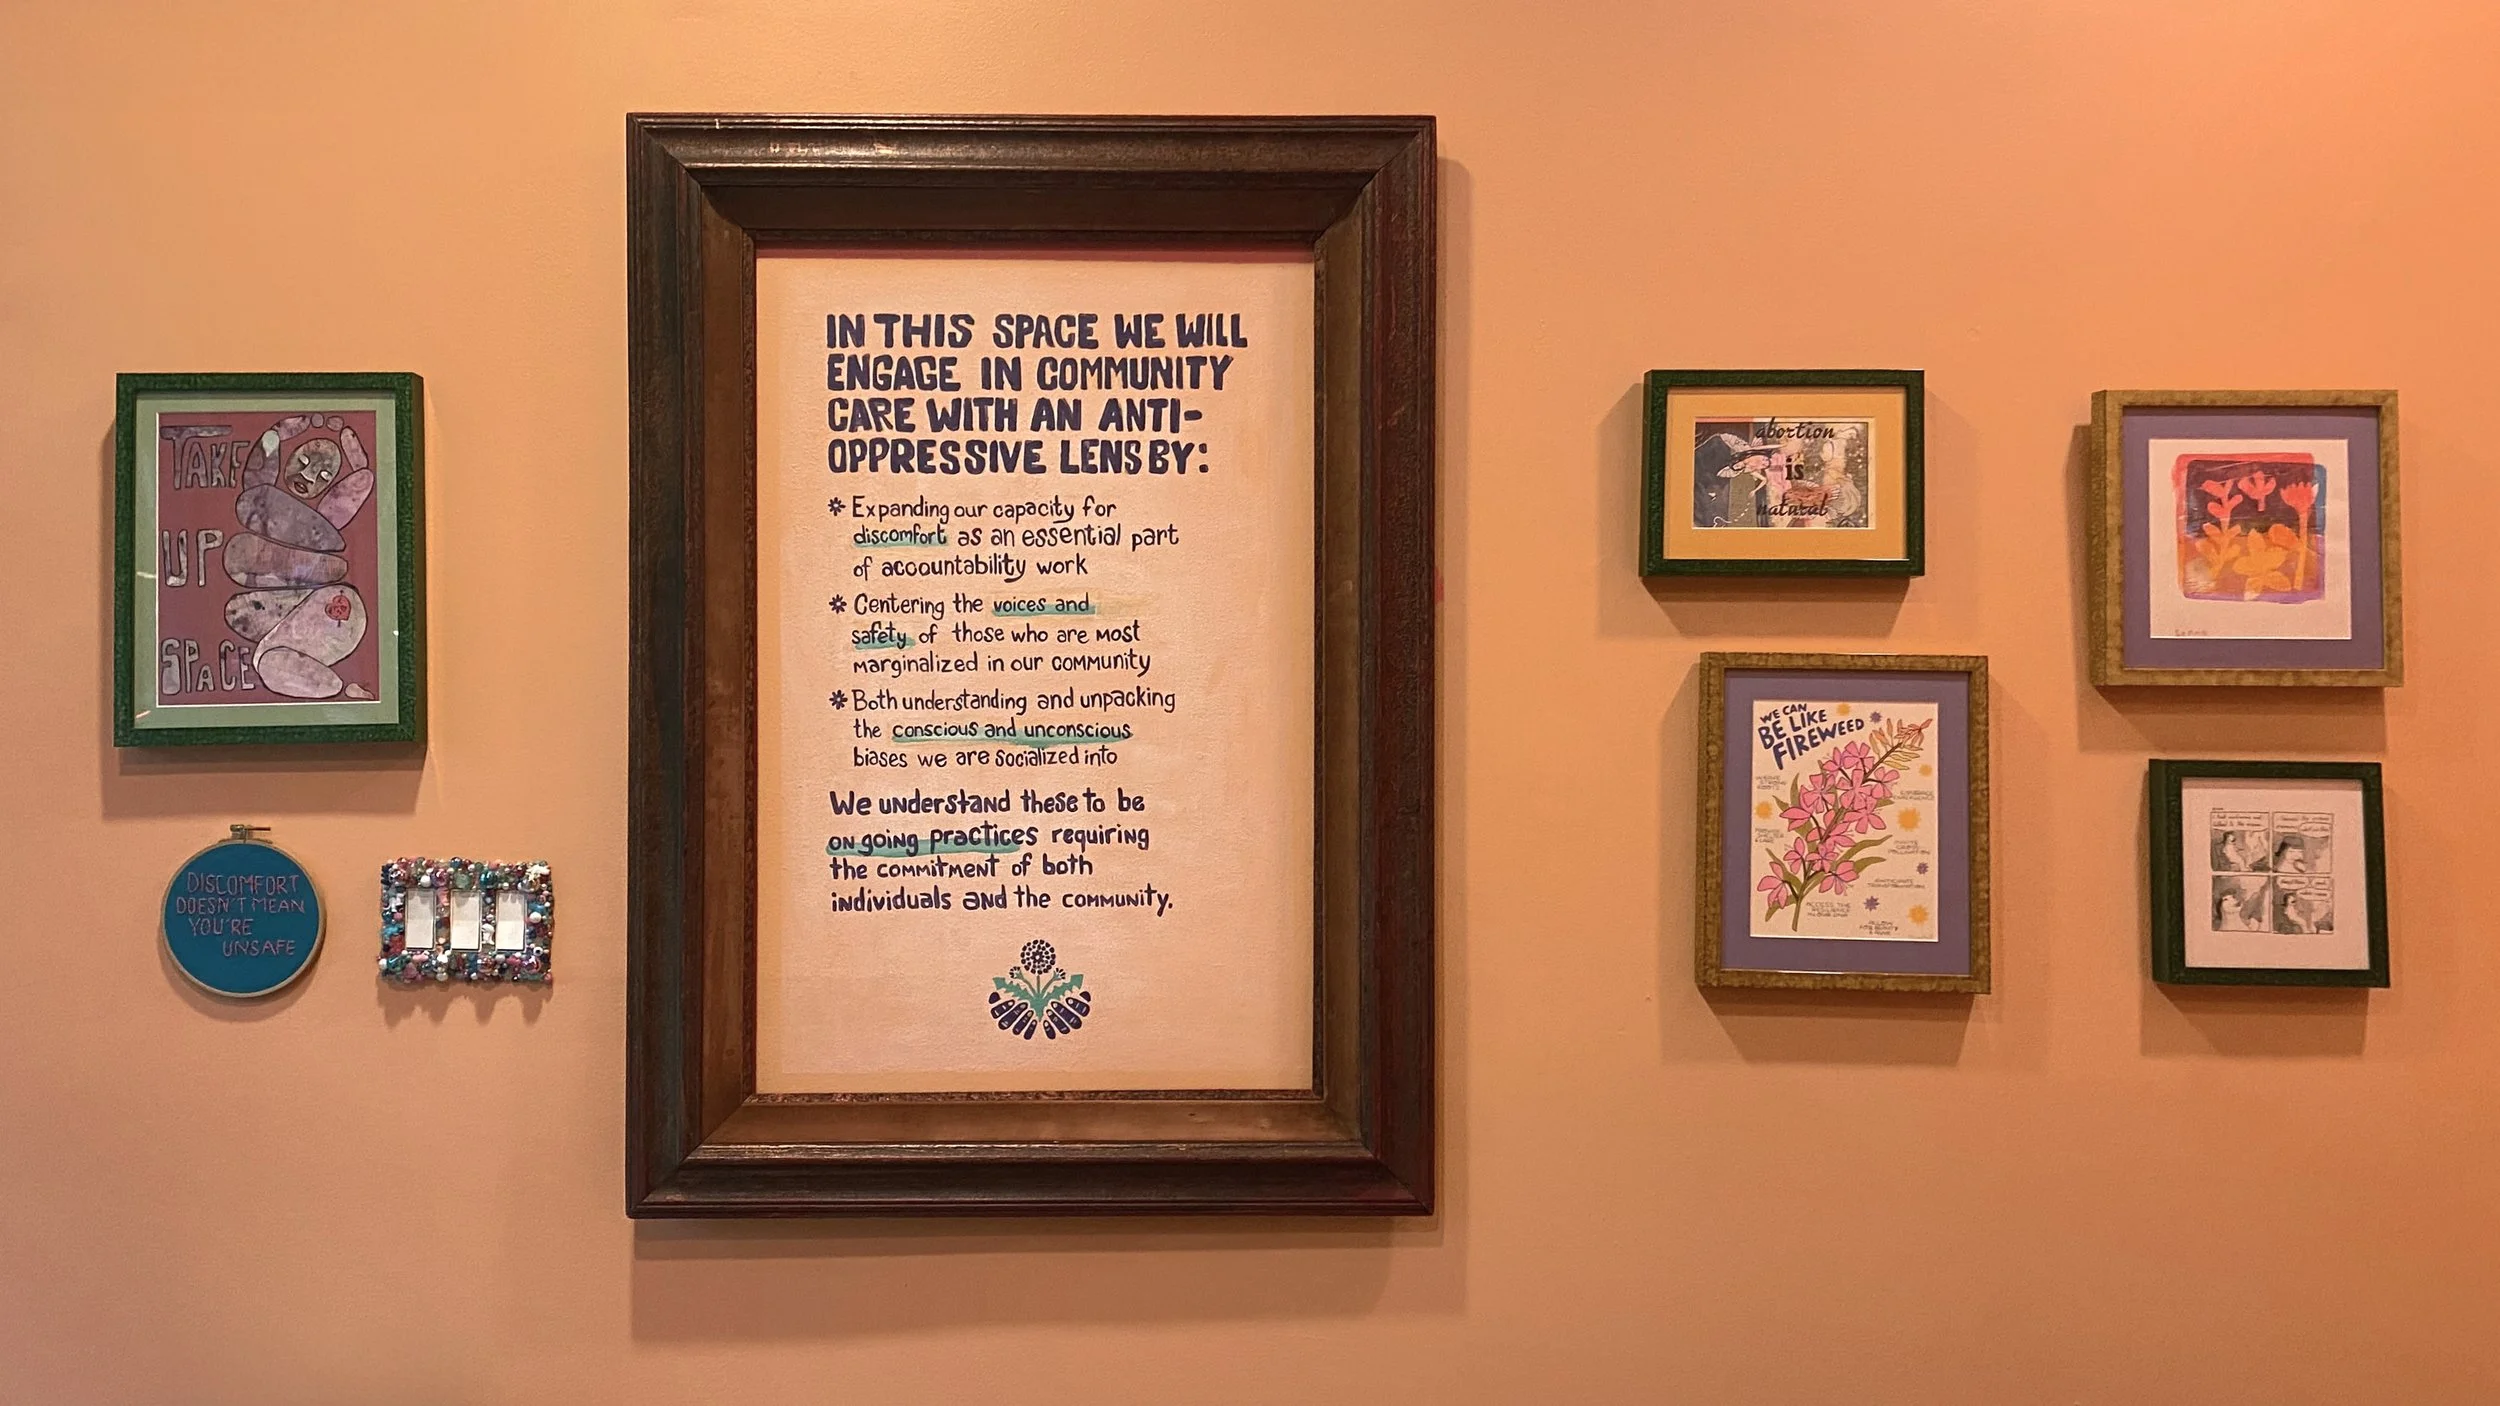 TAKE
UP
SPACE
DISCOMFORT
DOESN'T MEAN
YOU'RE
UNSAFE
IN THIS SPACE WE WILL
ENGAGE IN COMMUNITY
CARE WITH AN ANTI-
OPPRESSIVE LENS BY:
* Expanding our capacity for
discomfort as an essential part
of accountability work
* Centering the voices and
safety of those who are most
marginalized in our community
* Both understanding and unpacking
the conscious and unconscious
biases we are socialized into
We understand these to be
ongoing practices requiring
the commitment of both
individuals and the community.
abortion
is
natural
WE CAN
BE LIKE
FIREWEED
ACCESS THE